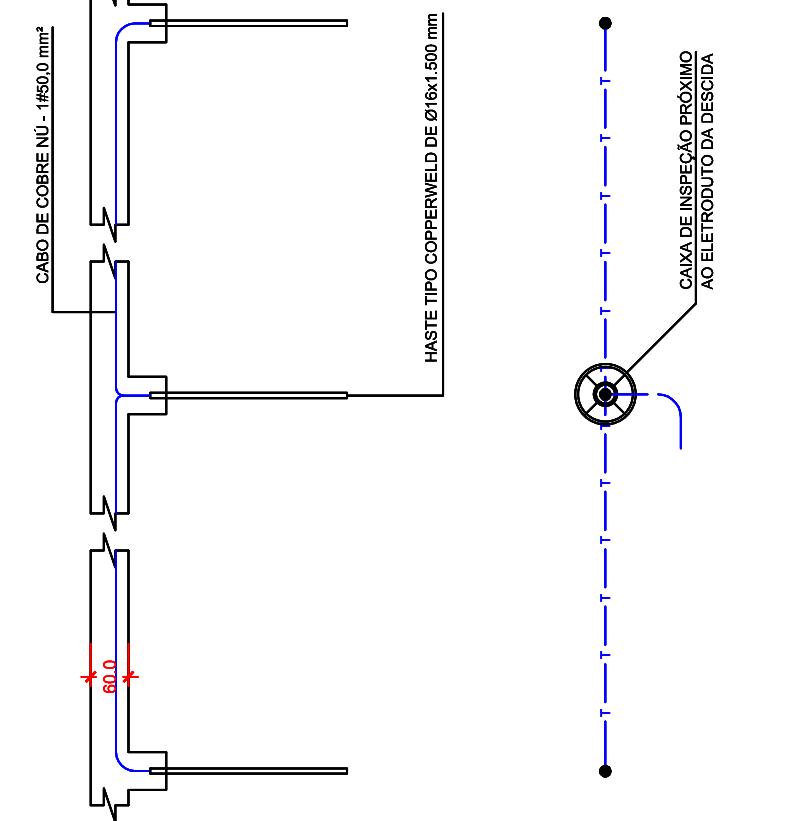 CABO DE COBRE NÚ - 1#50,0 mm²
HASTE TIPO COPPERWELD DE Ø16x1.500 mm
CAIXA DE INSPEÇÃO PRÓXIMO
AO ELETRODUTO DA DESCIDA
60.0
T
T
T
T
T
T
T
T
T
T
T
T
T
T